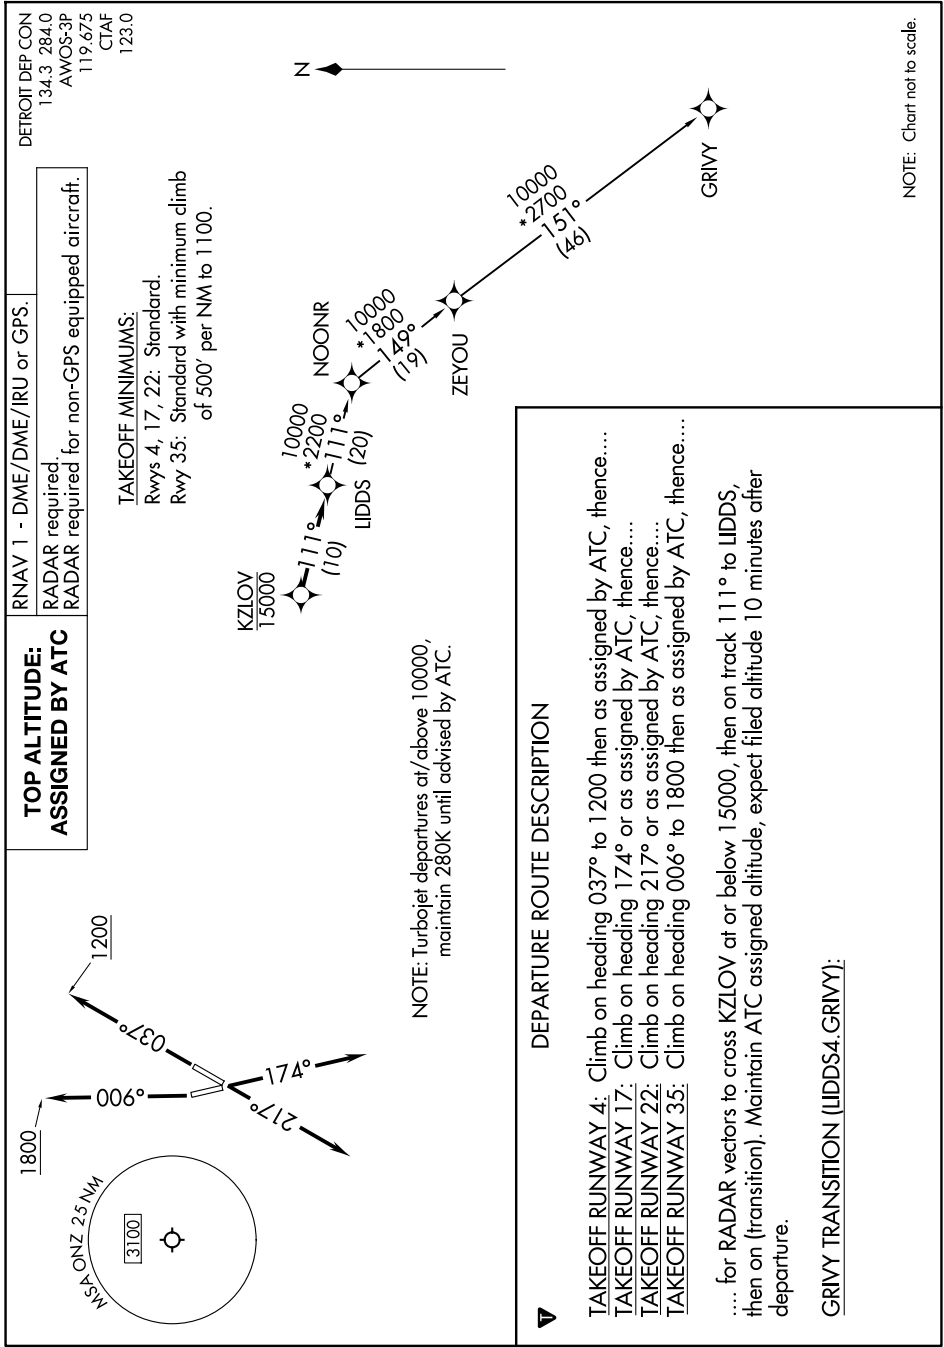 TOP ALTITUDE:
ASSIGNED BY ATC
RNAV 1 - DME/DME/IRU or GPS.
RADAR required.
RADAR required for non-GPS equipped aircraft.
DETROIT DEP CON
134.3 284.0
AWOS-3P
119.675
CTAF
123.0
TAKEOFF MINIMUMS:
Rwys 4, 17, 22: Standard.
Rwy 35: Standard with minimum climb
of 500' per NM to 1100.
N
MSA ONZ 25 NM
3100
1800
1200
006°
037°
174°
217°
KZLOV
15000
111°
(10)
LIDDS
10000
*2200
111°
(20)
NOONR
10000
*1800
149°
(19)
ZEYOU
10000
*2700
151°
(46)
GRIVY
NOTE: Turbojet departures at/above 10000,
maintain 280K until advised by ATC.
NOTE: Chart not to scale.
T
DEPARTURE ROUTE DESCRIPTION
TAKEOFF RUNWAY 4: Climb on heading 037° to 1200 then as assigned by ATC, thence....
TAKEOFF RUNWAY 17: Climb on heading 174° or as assigned by ATC, thence....
TAKEOFF RUNWAY 22: Climb on heading 217° or as assigned by ATC, thence....
TAKEOFF RUNWAY 35: Climb on heading 006° to 1800 then as assigned by ATC, thence....
.... for RADAR vectors to cross KZLOV at or below 15000, then on track 111° to LIDDS,
then on (transition). Maintain ATC assigned altitude, expect filed altitude 10 minutes after
departure.
GRIVY TRANSITION (LIDDS4.GRIVY):